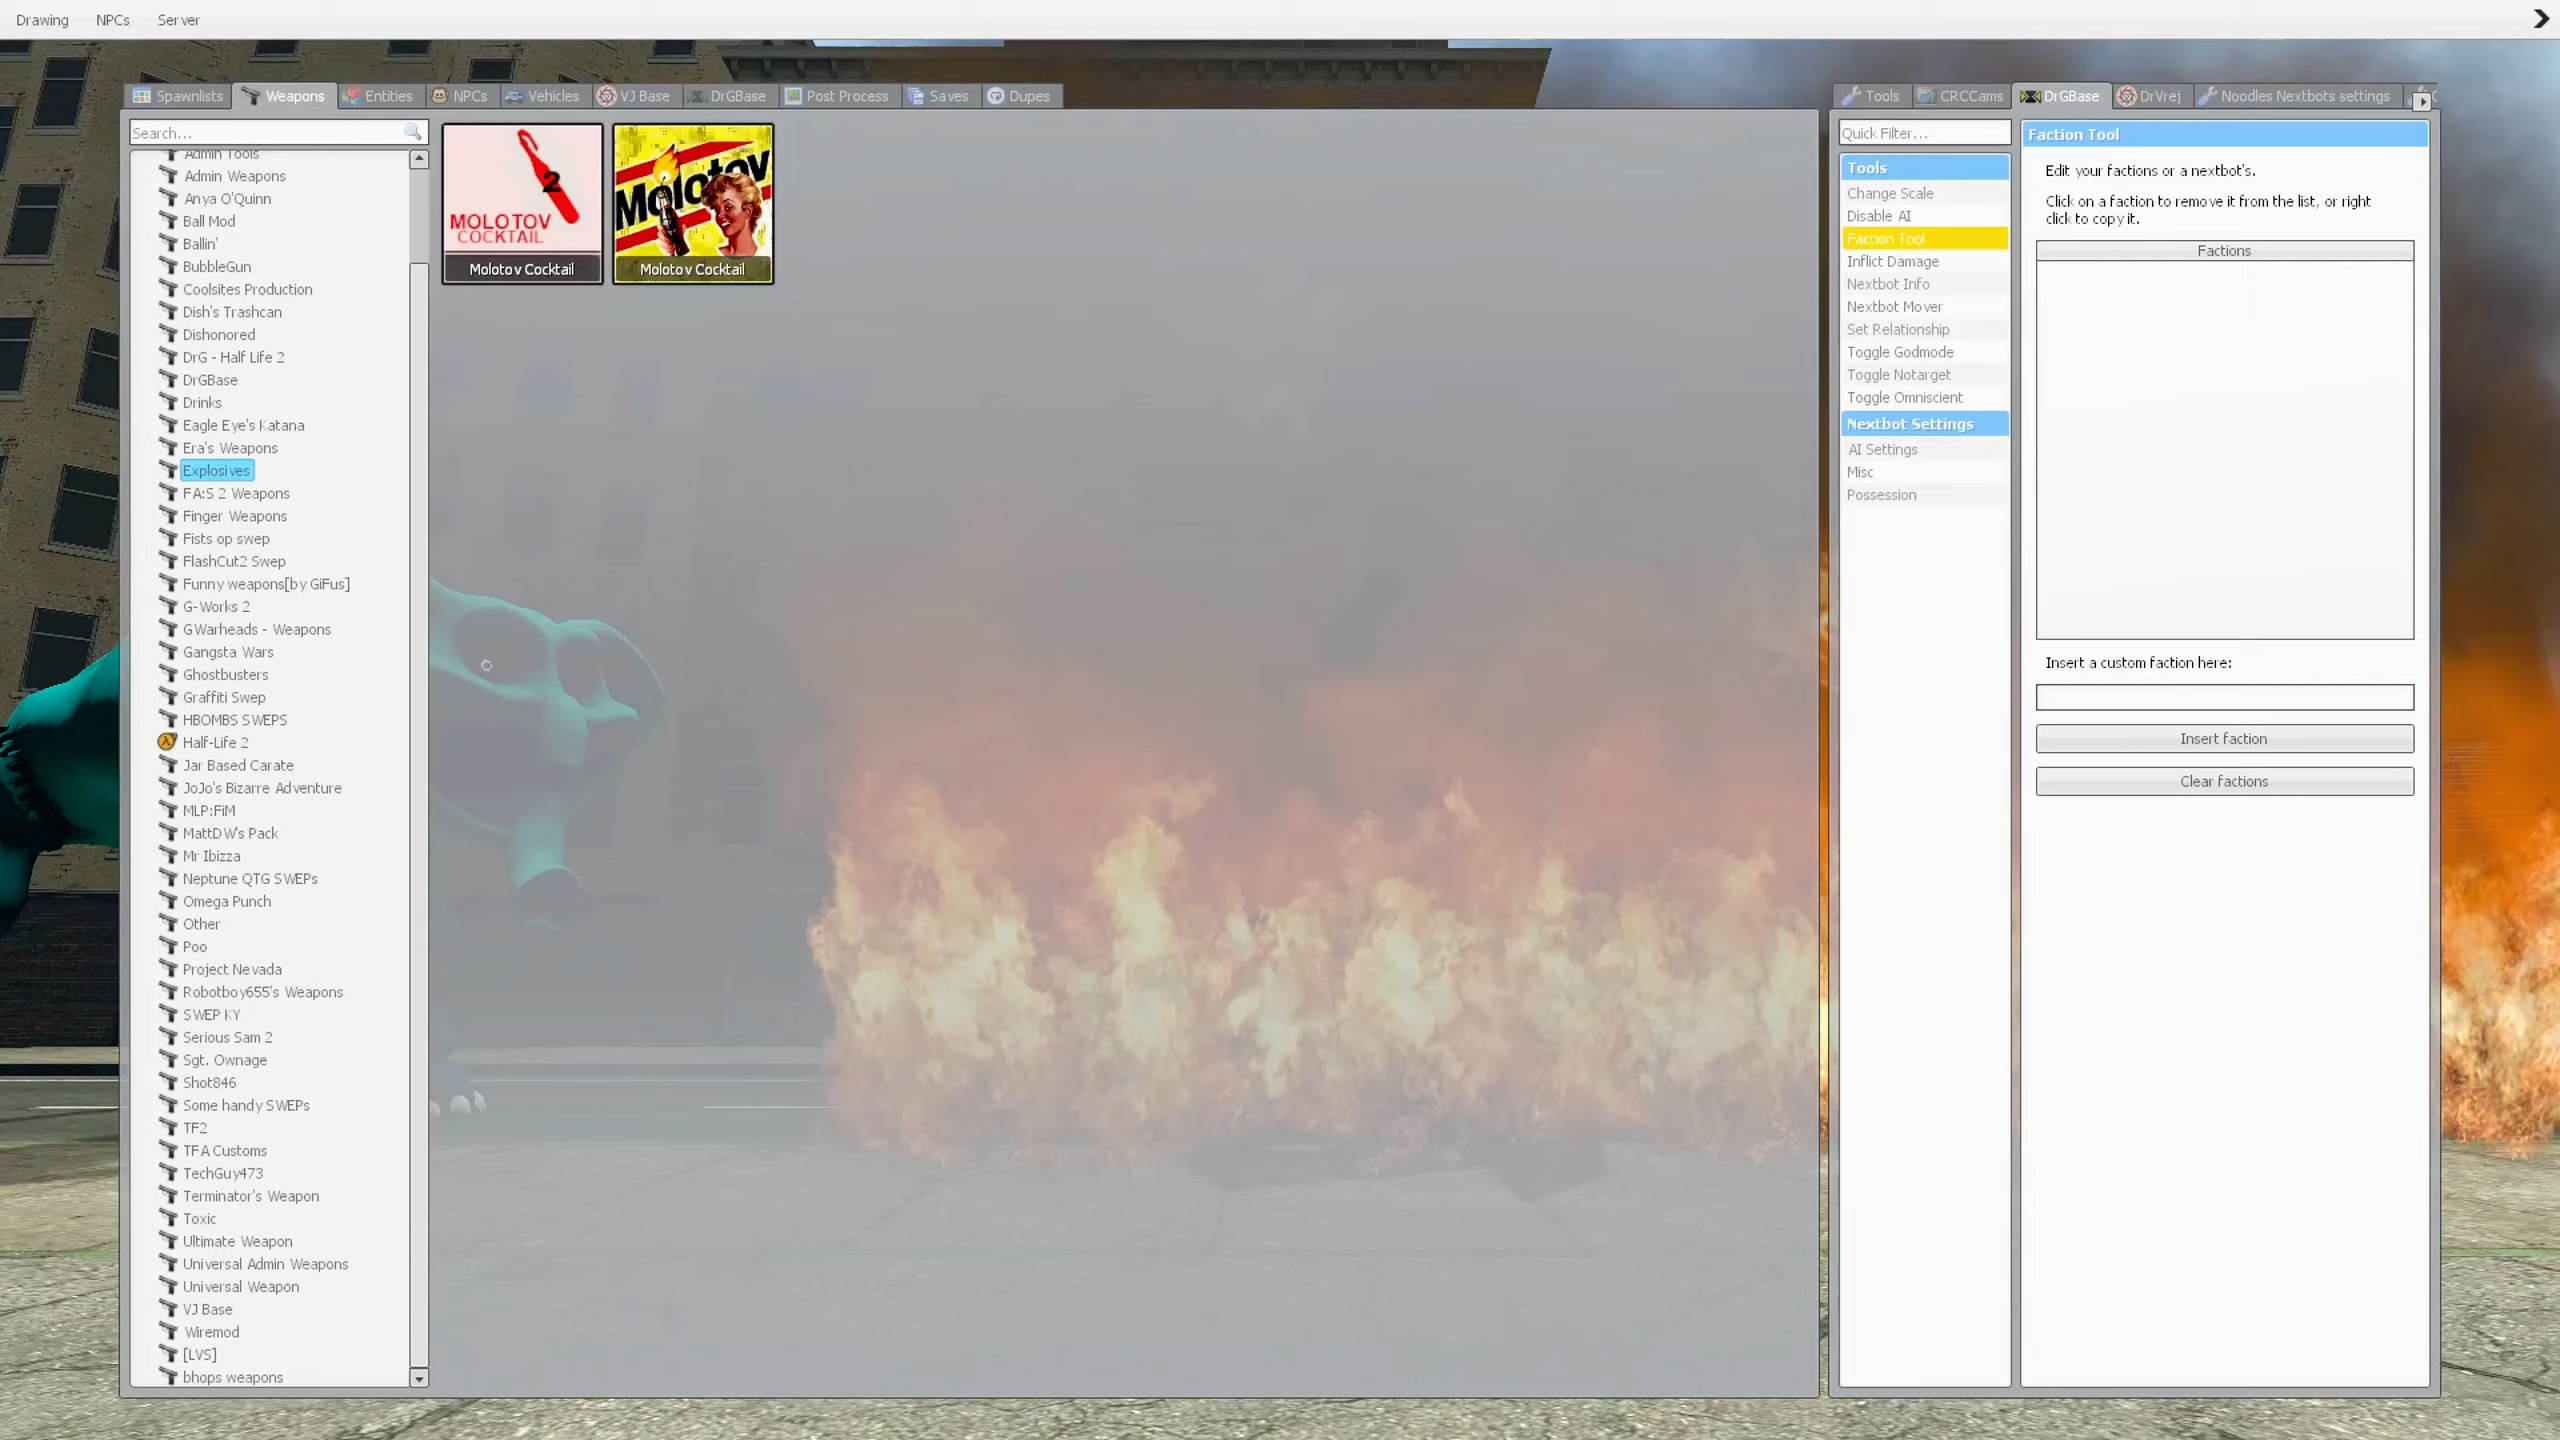 Drawing NPCs Server
Spawnlists Weapons Entities NPCs Vehicles VJ Base DrGBase Post Process Saves Dupes
Search...
Admin Tools
Admin Weapons
Anya O'Quinn
Ball Mod
Ballin'
BubbleGun
Coolsites Production
Dish's Trashcan
Dishonored
DrG - Half Life 2
DrGBase
Drinks
Eagle Eye's Katana
Era's Weapons
Explosives
FA:S 2 Weapons
Finger Weapons
Fists op swep
FlashCut2 Swep
Funny weapons[by GiFus]
G-Works 2
GWarheads - Weapons
Gangsta Wars
Ghostbusters
Graffiti Swep
HBOMBS SWEPS
Half-Life 2
Jar Based Carate
JoJo's Bizarre Adventure
MLP:FiM
MattDW's Pack
Mr Ibizza
Neptune QTG SWEPs
Omega Punch
Other
Poo
Project Nevada
Robotboy655's Weapons
SWEP KY
Serious Sam 2
Sgt. Ownage
Shot846
Some handy SWEPs
TF2
TFA Customs
TechGuy473
Terminator's Weapon
Toxic
Ultimate Weapon
Universal Admin Weapons
Universal Weapon
VJ Base
Wiremod
[LVS]
bhops weapons
2
MOLOTOV
COCKTAIL
Molotov Cocktail
Molotov
Molotov Cocktail
Tools CRCCams DrGBase DrVrej Noodles Nextbots settings
Quick Filter...
Tools
Change Scale
Disable AI
Faction Tool
Inflict Damage
Nextbot Info
Nextbot Mover
Set Relationship
Toggle Godmode
Toggle Notarget
Toggle Omniscient
Nextbot Settings
AI Settings
Misc
Possession
Faction Tool
Edit your factions or a nextbot's.
Click on a faction to remove it from the list, or right
click to copy it.
Factions
Insert a custom faction here:
Insert faction
Clear factions